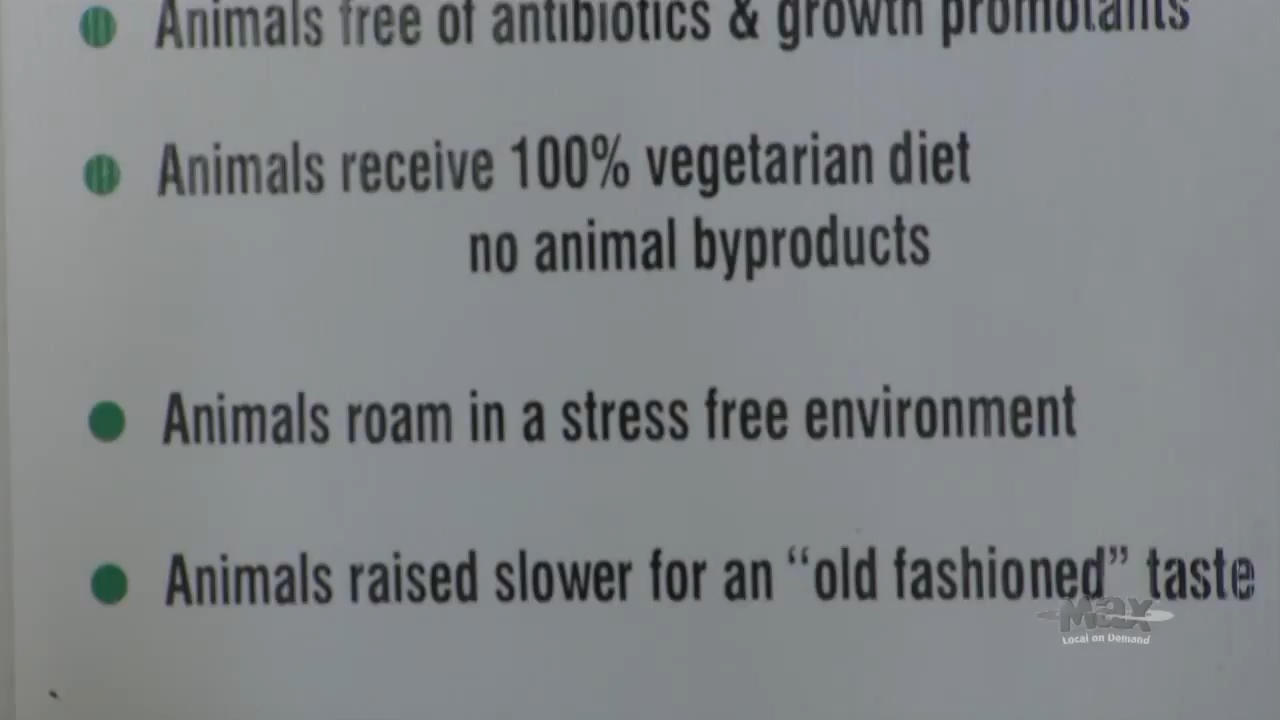 Animals free of antibiotics & growth promotants
Animals receive 100% vegetarian diet
no animal byproducts
Animals roam in a stress free environment
Animals raised slower for an “old fashioned” taste
Max
Local on Demand